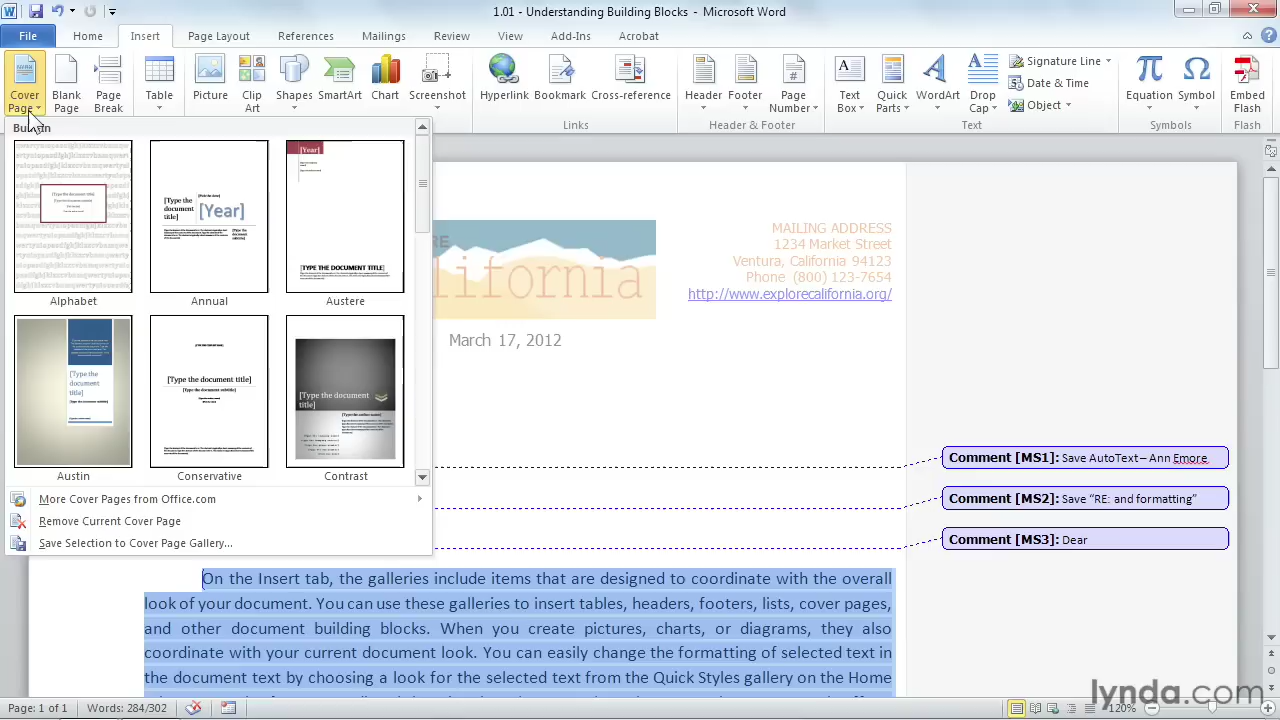 1.01 - Understanding Building Blocks - Microsoft Word
File Home Insert Page Layout References Mailings Review View Add-Ins Acrobat
Cover Page
Blank Page
Page Break
Table
Picture
Clip Art
Shapes
SmartArt
Chart
Screenshot
Hyperlink
Bookmark
Cross-reference
Header
Footer
Page Number
Text Box
Quick Parts
WordArt
Drop Cap
Signature Line
Date & Time
Object
Equation
Symbol
Embed Flash
Links
Header & Footer
Text
Symbols
Flash
[Type the document title]
Alphabet
[Type the document title]
[Year]
Annual
[Year]
[TYPE THE DOCUMENT TITLE]
Austere
[Type the document title]
Austin
[Type the document title]
[Type the document subtitle]
Conservative
[Type the document title]
Contrast
More Cover Pages from Office.com
Remove Current Cover Page
Save Selection to Cover Page Gallery...
MAILING ADDRESS
1234 Market Street
Ventura, California 94123
Phone (800) 123-7654
http://www.explorecalifornia.org/
March 17, 2012
Comment [MS1]: Save AutoText – Ann Emore
Comment [MS2]: Save “RE: and formatting”
Comment [MS3]: Dear
On the Insert tab, the galleries include items that are designed to coordinate with the overall
look of your document. You can use these galleries to insert tables, headers, footers, lists, cover pages,
and other document building blocks. When you create pictures, charts, or diagrams, they also
coordinate with your current document look. You can easily change the formatting of selected text in
the document text by choosing a look for the selected text from the Quick Styles gallery on the Home
Page: 1 of 1
Words: 284/302
120%
lynda.com